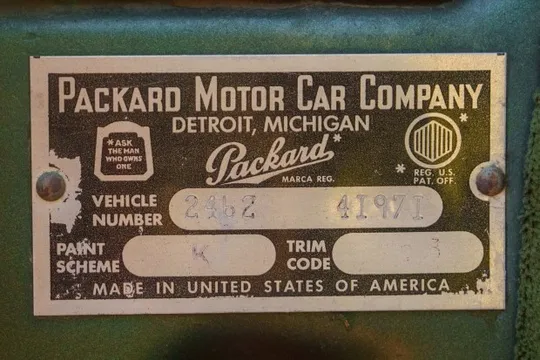 PACKARD MOTOR CAR COMPANY
DETROIT, MICHIGAN
*ASK
THE MAN
WHO OWNS
ONE
Packard*
MARCA REG.
*
* REG. U.S.
PAT. OFF.
VEHICLE
NUMBER
2462 41971
PAINT
SCHEME
K
TRIM
CODE
3
MADE IN UNITED STATES OF AMERICA